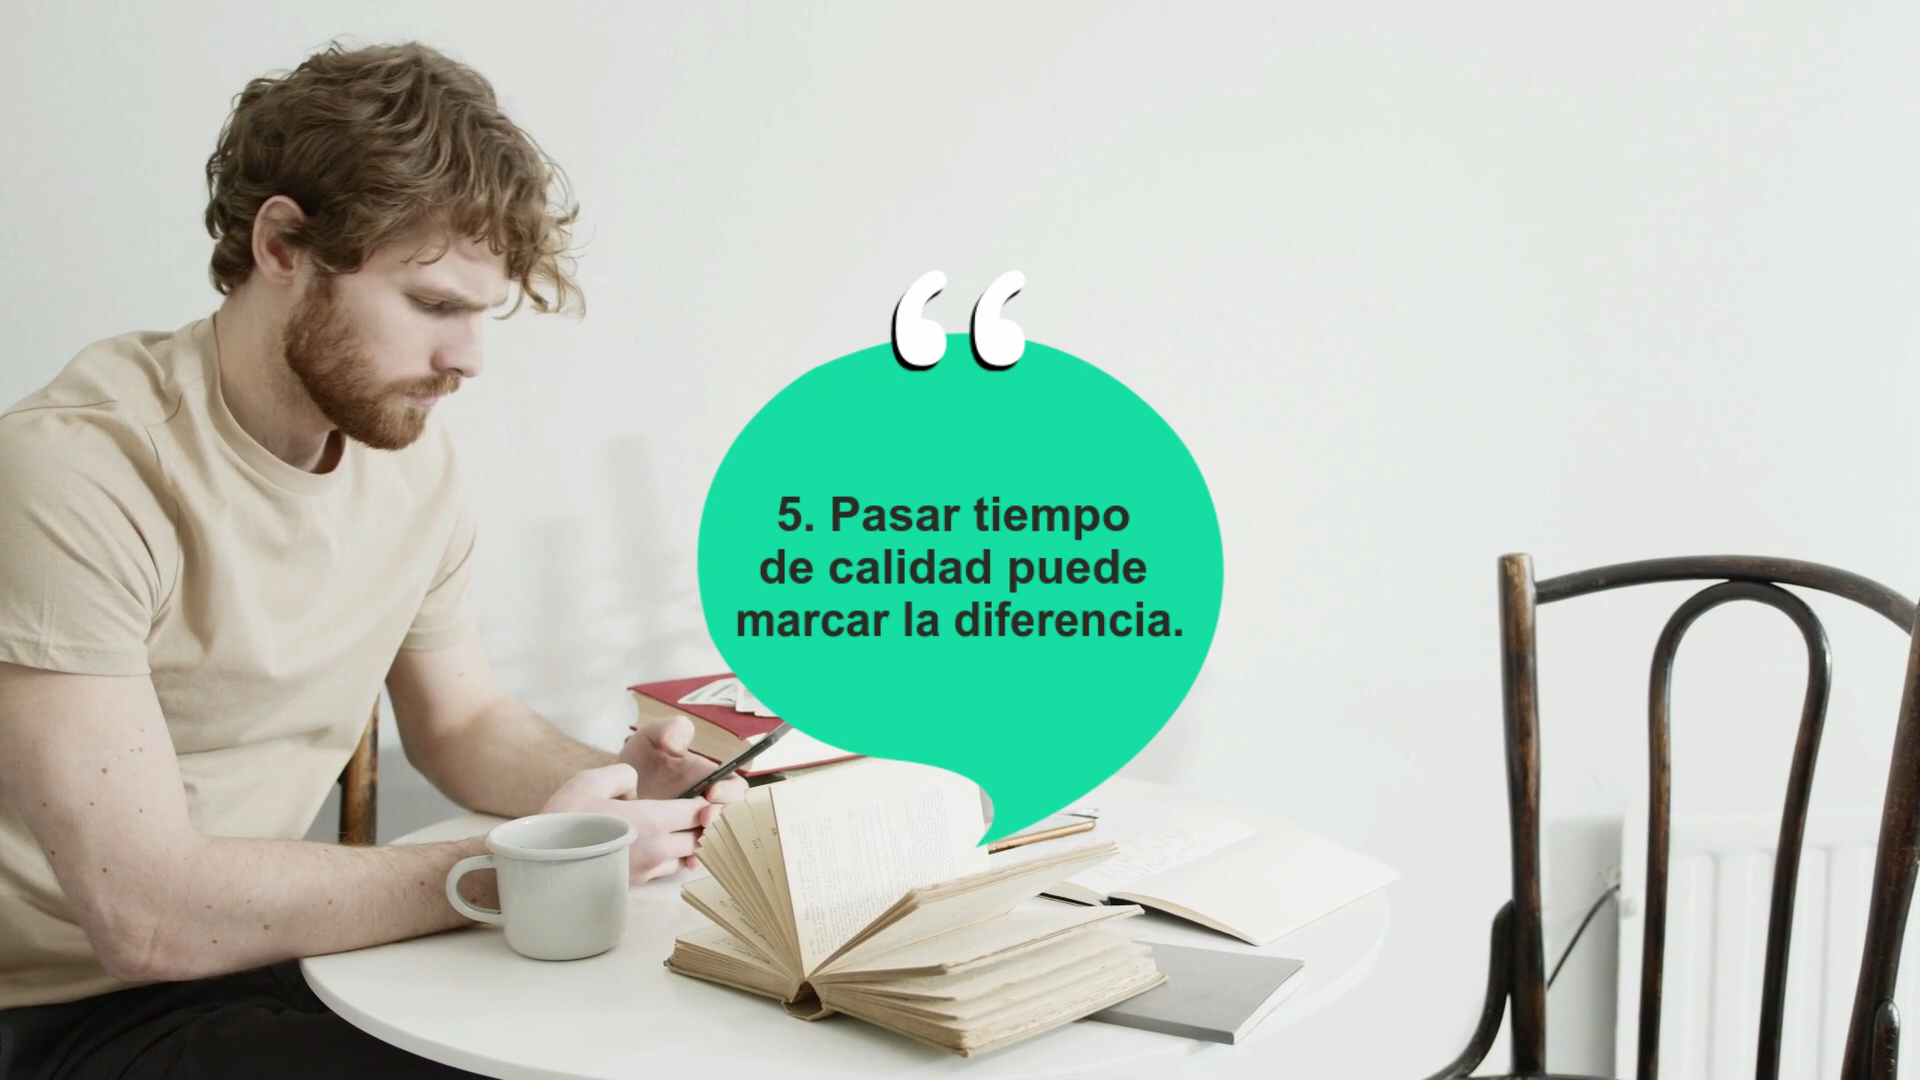 “
5. Pasar tiempo
de calidad puede
marcar la diferencia.